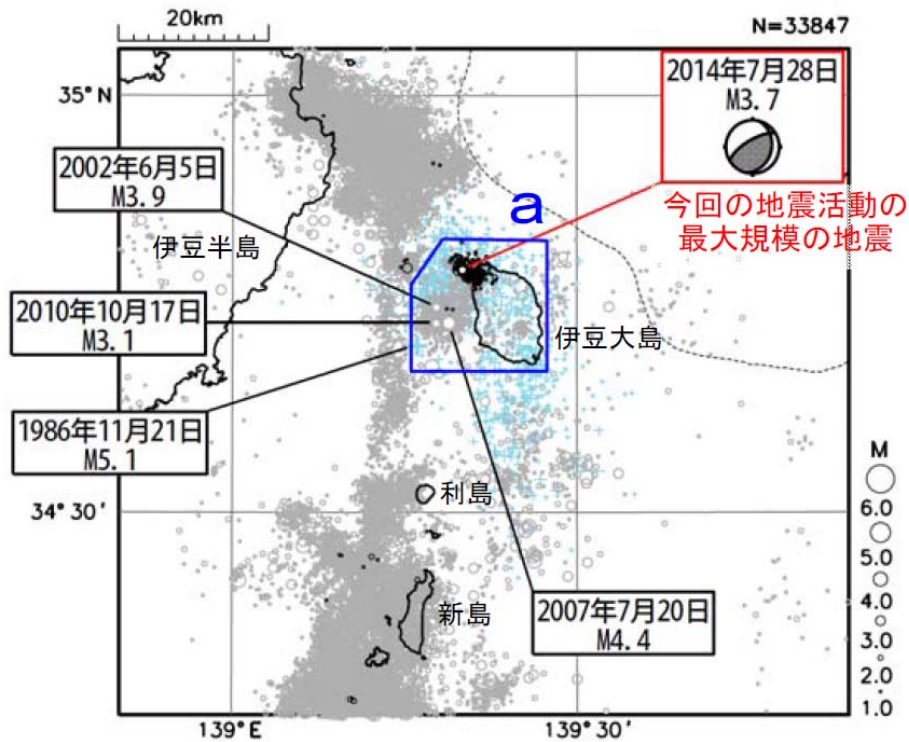 20km
N=33847
35° N
2014年7月28日
M3.7
今回の地震活動の
最大規模の地震
2002年6月5日
M3.9
a
伊豆半島
2010年10月17日
M3.1
伊豆大島
1986年11月21日
M5.1
利島
34° 30′
新島
2007年7月20日
M4.4
M
6.0
5.0
4.0
3.0
2.0
1.0
139° E
139° 30′